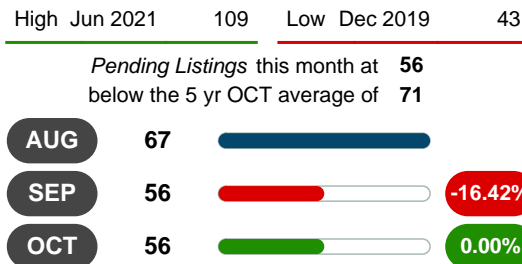 High Jun 2021 109 Low Dec 2019 43
Pending Listings this month at 56
below the 5 yr OCT average of 71
AUG 67
SEP 56 -16.42%
OCT 56 0.00%